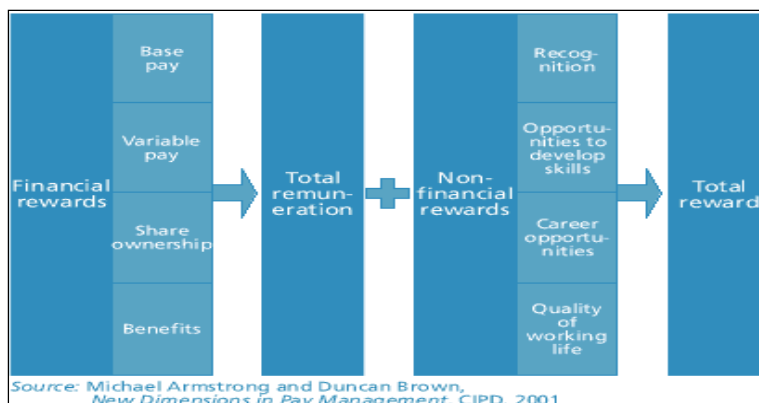 Financial
rewards
Base
pay
Variable
pay
Share
ownership
Benefits
Total
remun-
eration
Non-
financial
rewards
Recog-
nition
Opportu-
nities to
develop
skills
Career
opportu-
nities
Quality
of
working
life
Total
reward
Source: Michael Armstrong and Duncan Brown,
New Dimensions in Pay Management, CIPD, 2001